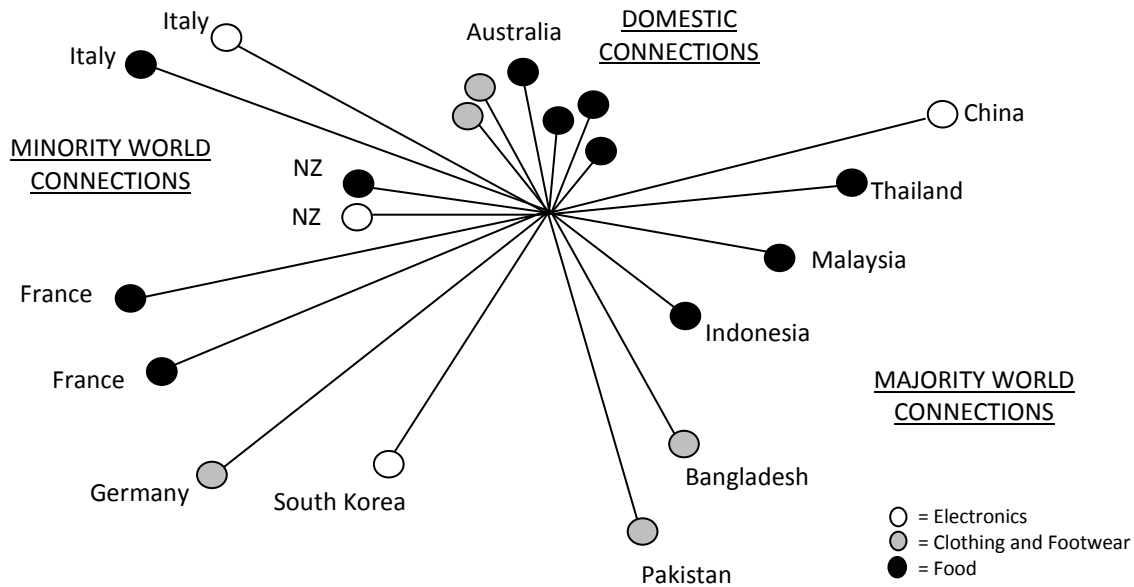 Italy
Italy
MINORITY WORLD
CONNECTIONS
NZ
NZ
France
France
Germany
South Korea
Australia
DOMESTIC
CONNECTIONS
China
Thailand
Malaysia
Indonesia
MAJORITY WORLD
CONNECTIONS
Bangladesh
Pakistan
= Electronics
= Clothing and Footwear
= Food